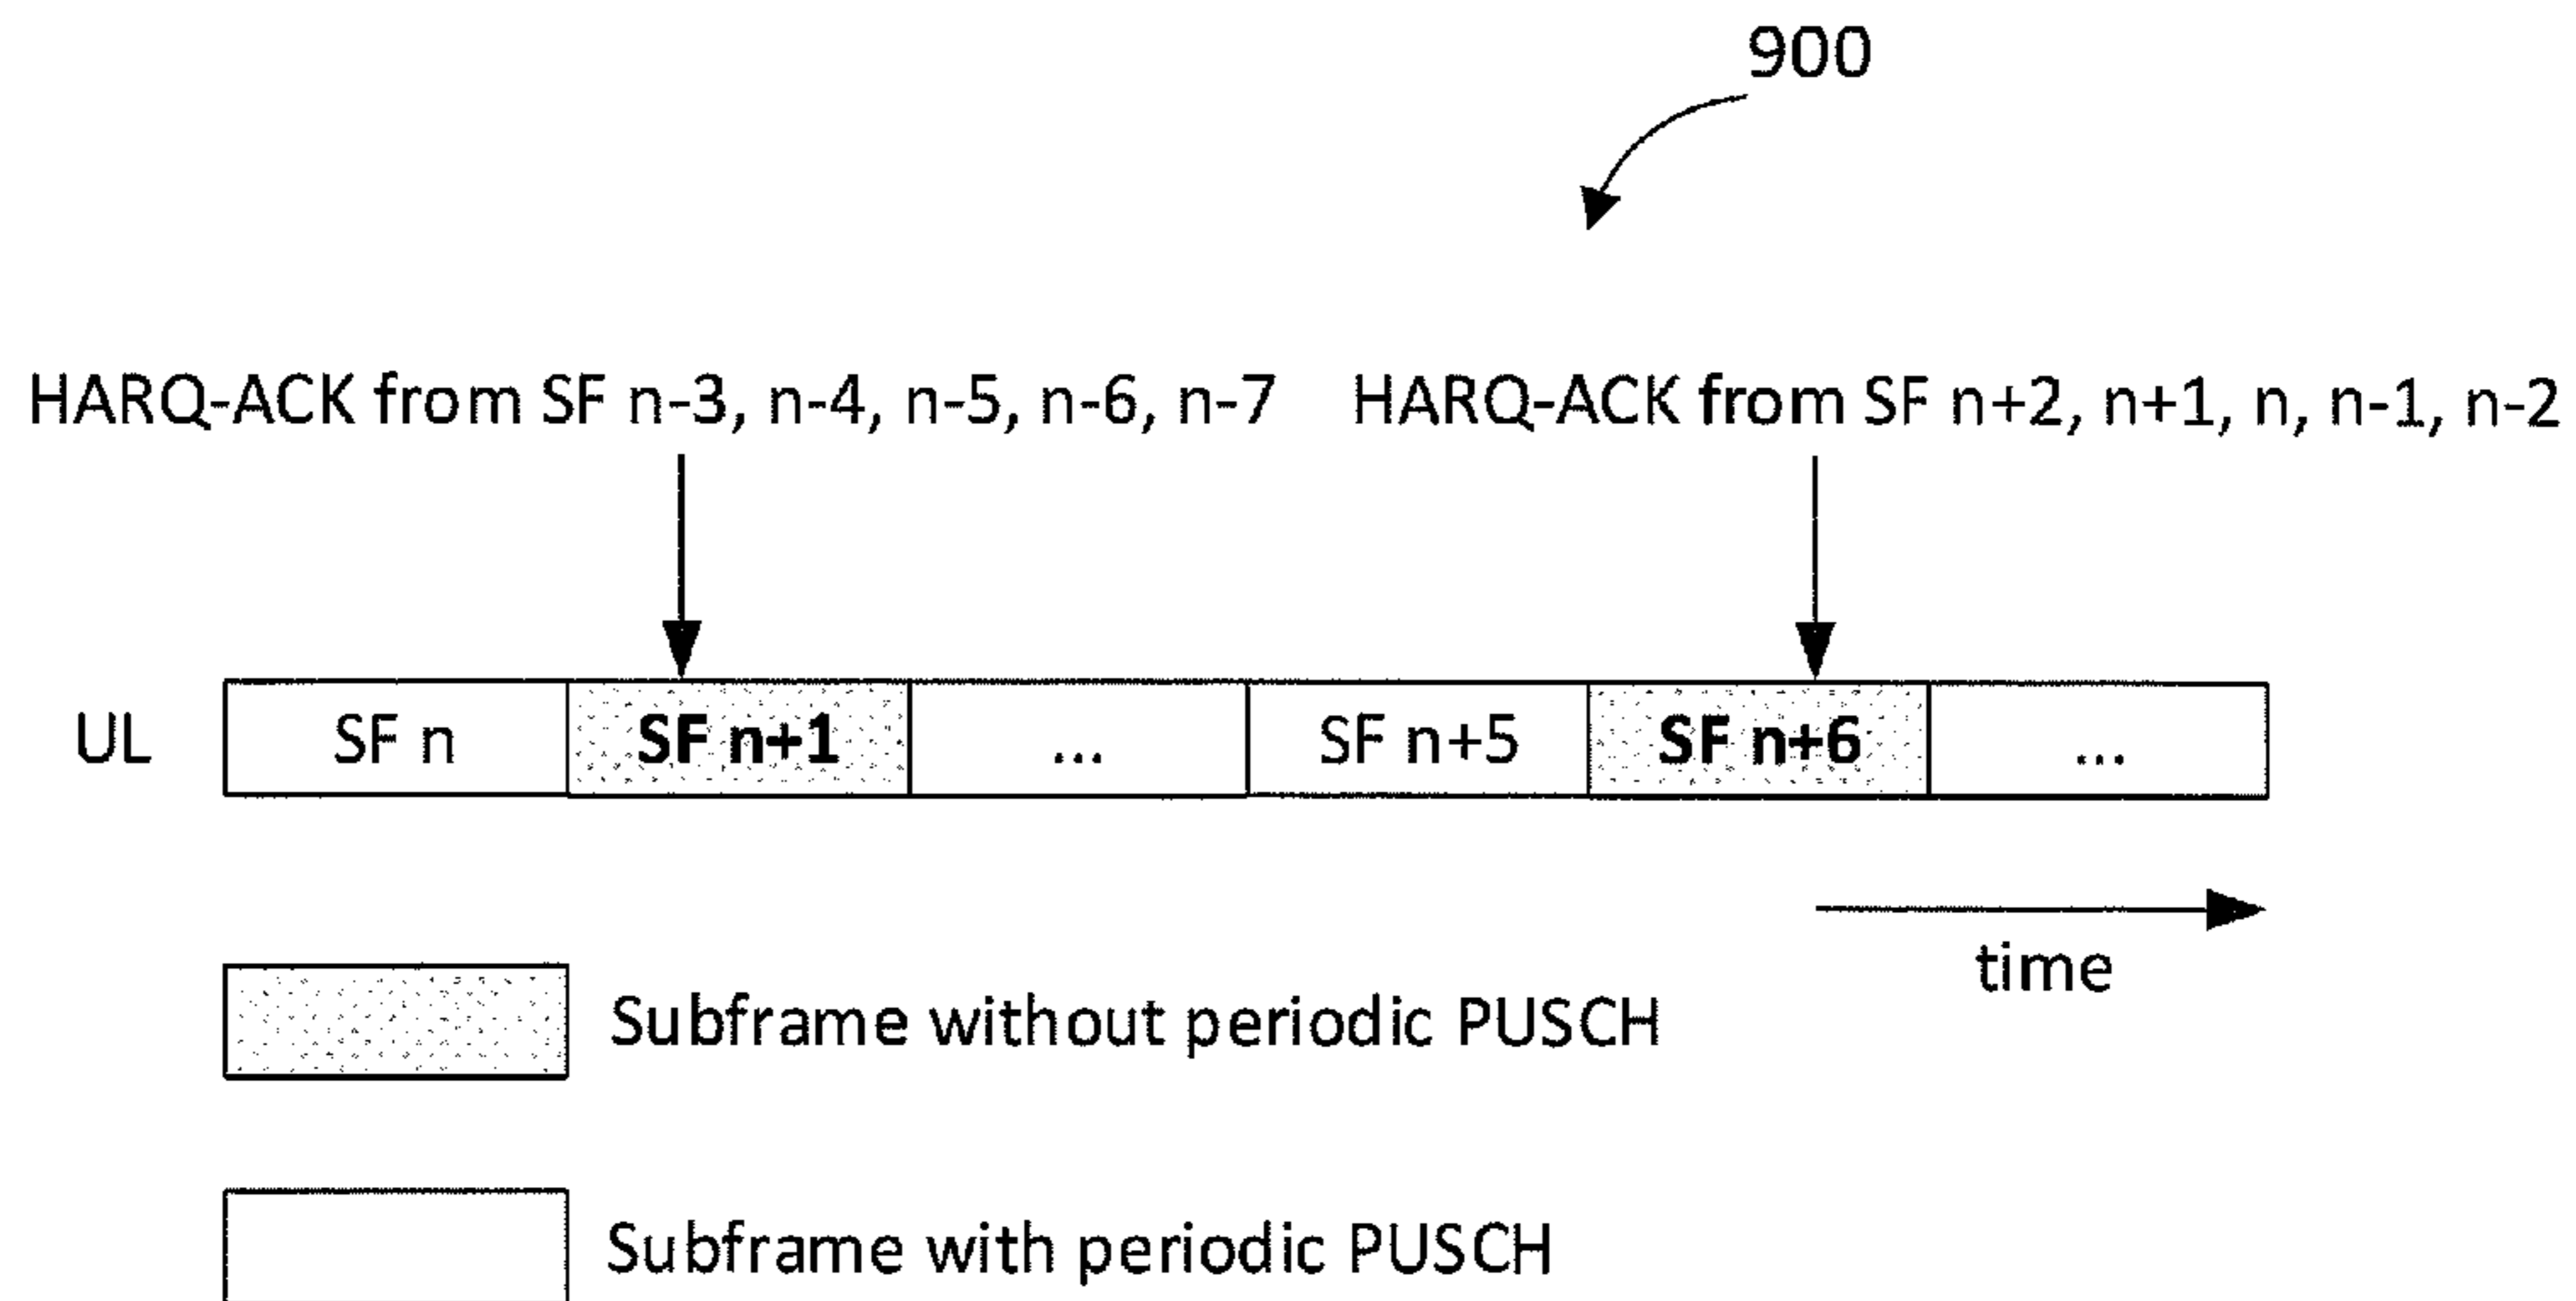 900
HARQ-ACK from SF n-3, n-4, n-5, n-6, n-7
HARQ-ACK from SF n+2, n+1, n, n-1, n-2
UL
SF n
SF n+1
...
SF n+5
SF n+6
...
time
Subframe without periodic PUSCH
Subframe with periodic PUSCH